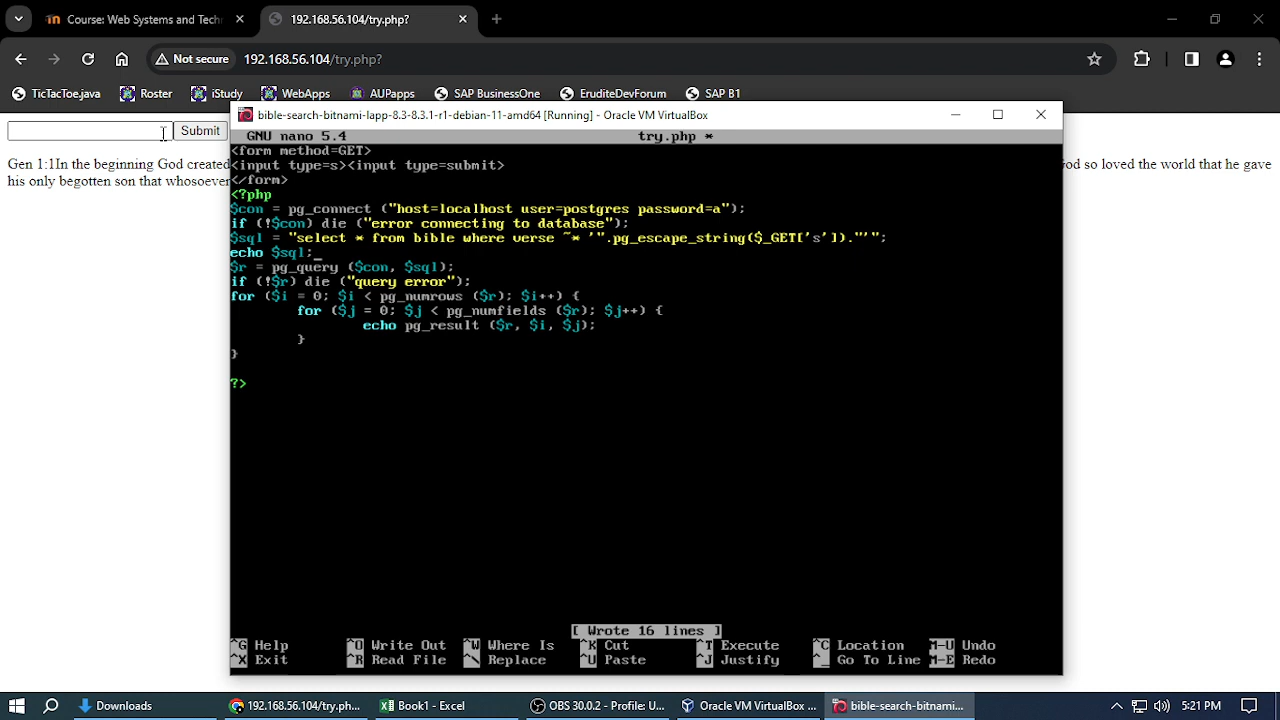 Course: Web Systems and Techn
192.168.56.104/try.php?
Not secure
192.168.56.104/try.php?
TicTacToe.java
Roster
iStudy
WebApps
AUPapps
SAP BusinessOne
EruditeDevForum
SAP B1
bible-search-bitnami-lapp-8.3-8.3.1-r1-debian-11-amd64 [Running] - Oracle VM VirtualBox
Submit
GNU nano 5.4 try.php *
<form method=GET>
<input type=s><input type=submit>
</form>
<?php
$con = pg_connect ("host=localhost user=postgres password=a");
if (!$con) die ("error connecting to database");
$sql = "select * from bible where verse ~* '".pg_escape_string($_GET['s'])."'";
echo $sql;_
$r = pg_query ($con, $sql);
if (!$r) die ("query error");
for ($i = 0; $i < pg_numrows ($r); $i++) {
for ($j = 0; $j < pg_numfields ($r); $j++) {
echo pg_result ($r, $i, $j);
}
}
?>
Gen 1:1In the beginning God created
God so loved the world that he gave
his only begotten son that whosoever
[ Wrote 16 lines ]
^G Help ^O Write Out ^W Where Is ^K Cut ^T Execute ^C Location M-U Undo
^X Exit ^R Read File ^\ Replace ^U Paste ^J Justify ^_ Go To Line M-E Redo
Downloads
192.168.56.104/try.ph...
Book1 - Excel
OBS 30.0.2 - Profile: U...
Oracle VM VirtualBox ...
bible-search-bitnami...
5:21 PM